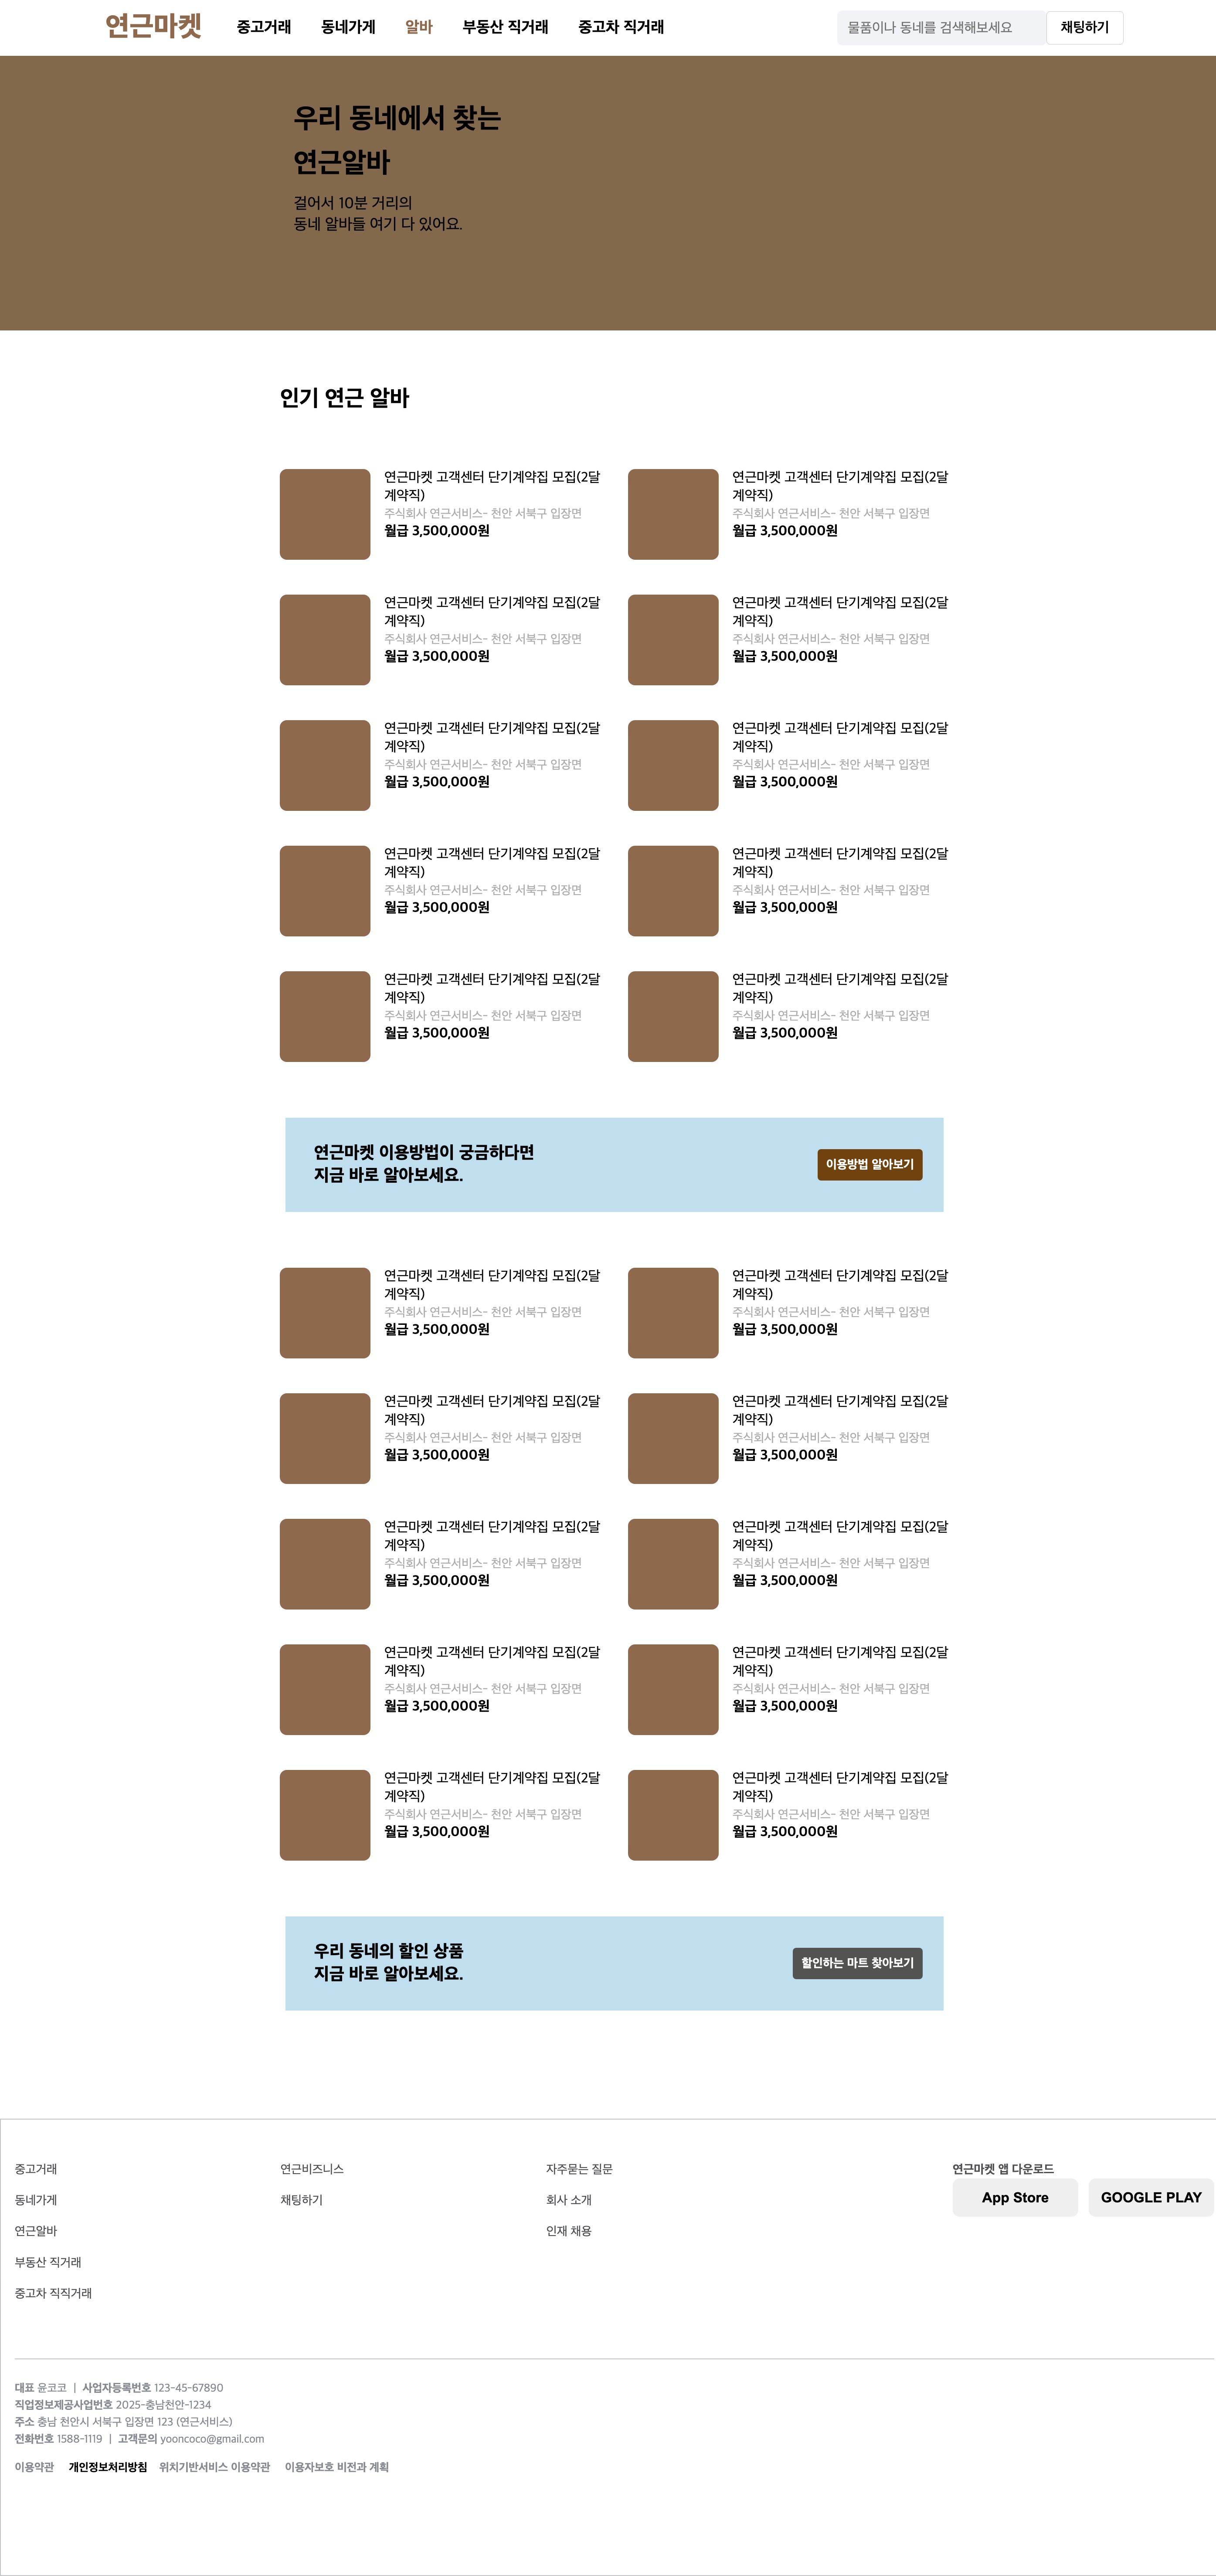 연근마켓 중고거래 동네가게 알바 부동산 직거래 중고차 직거래 물품이나 동네를 검색해보세요 채팅하기
우리 동네에서 찾는
연근알바
걸어서 10분 거리의
동네 알바들 여기 다 있어요.
인기 연근 알바
연근마켓 고객센터 단기계약집 모집(2달
계약직)
주식회사 연근서비스- 천안 서북구 입장면
월급 3,500,000원
연근마켓 고객센터 단기계약집 모집(2달
계약직)
주식회사 연근서비스- 천안 서북구 입장면
월급 3,500,000원
연근마켓 고객센터 단기계약집 모집(2달
계약직)
주식회사 연근서비스- 천안 서북구 입장면
월급 3,500,000원
연근마켓 고객센터 단기계약집 모집(2달
계약직)
주식회사 연근서비스- 천안 서북구 입장면
월급 3,500,000원
연근마켓 고객센터 단기계약집 모집(2달
계약직)
주식회사 연근서비스- 천안 서북구 입장면
월급 3,500,000원
연근마켓 고객센터 단기계약집 모집(2달
계약직)
주식회사 연근서비스- 천안 서북구 입장면
월급 3,500,000원
연근마켓 고객센터 단기계약집 모집(2달
계약직)
주식회사 연근서비스- 천안 서북구 입장면
월급 3,500,000원
연근마켓 고객센터 단기계약집 모집(2달
계약직)
주식회사 연근서비스- 천안 서북구 입장면
월급 3,500,000원
연근마켓 고객센터 단기계약집 모집(2달
계약직)
주식회사 연근서비스- 천안 서북구 입장면
월급 3,500,000원
연근마켓 고객센터 단기계약집 모집(2달
계약직)
주식회사 연근서비스- 천안 서북구 입장면
월급 3,500,000원
연근마켓 이용방법이 궁금하다면
지금 바로 알아보세요.
이용방법 알아보기
연근마켓 고객센터 단기계약집 모집(2달
계약직)
주식회사 연근서비스- 천안 서북구 입장면
월급 3,500,000원
연근마켓 고객센터 단기계약집 모집(2달
계약직)
주식회사 연근서비스- 천안 서북구 입장면
월급 3,500,000원
연근마켓 고객센터 단기계약집 모집(2달
계약직)
주식회사 연근서비스- 천안 서북구 입장면
월급 3,500,000원
연근마켓 고객센터 단기계약집 모집(2달
계약직)
주식회사 연근서비스- 천안 서북구 입장면
월급 3,500,000원
연근마켓 고객센터 단기계약집 모집(2달
계약직)
주식회사 연근서비스- 천안 서북구 입장면
월급 3,500,000원
연근마켓 고객센터 단기계약집 모집(2달
계약직)
주식회사 연근서비스- 천안 서북구 입장면
월급 3,500,000원
연근마켓 고객센터 단기계약집 모집(2달
계약직)
주식회사 연근서비스- 천안 서북구 입장면
월급 3,500,000원
연근마켓 고객센터 단기계약집 모집(2달
계약직)
주식회사 연근서비스- 천안 서북구 입장면
월급 3,500,000원
연근마켓 고객센터 단기계약집 모집(2달
계약직)
주식회사 연근서비스- 천안 서북구 입장면
월급 3,500,000원
연근마켓 고객센터 단기계약집 모집(2달
계약직)
주식회사 연근서비스- 천안 서북구 입장면
월급 3,500,000원
우리 동네의 할인 상품
지금 바로 알아보세요.
할인하는 마트 찾아보기
중고거래
동네가게
연근알바
부동산 직거래
중고차 직직거래
연근비즈니스
채팅하기
자주묻는 질문
회사 소개
인재 채용
연근마켓 앱 다운로드
App Store GOOGLE PLAY
대표 윤코코 | 사업자등록번호 123-45-67890
직업정보제공사업번호 2025-충남천안-1234
주소 충남 천안시 서북구 입장면 123 (연근서비스)
전화번호 1588-1119 | 고객문의 yooncoco@gmail.com
이용약관 개인정보처리방침 위치기반서비스 이용약관 이용자보호 비전과 계획